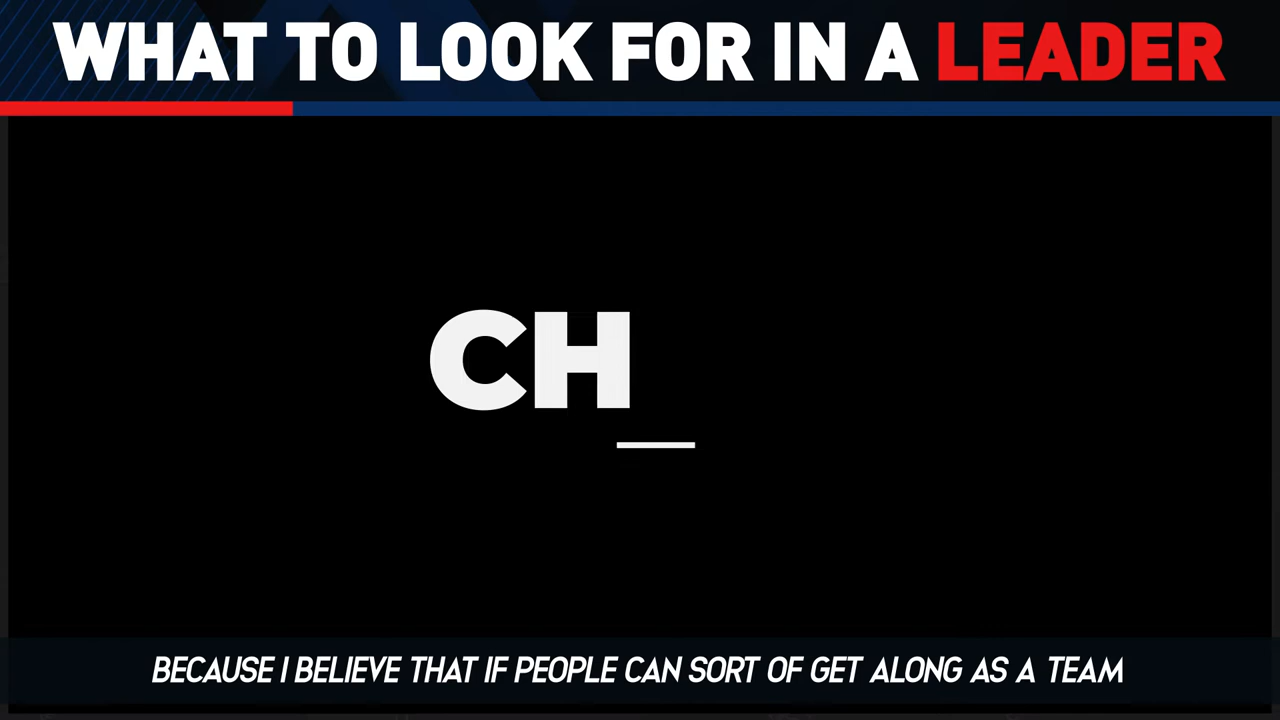 WHAT TO LOOK FOR IN A LEADER
CH_
BECAUSE I BELIEVE THAT IF PEOPLE CAN SORT OF GET ALONG AS A TEAM